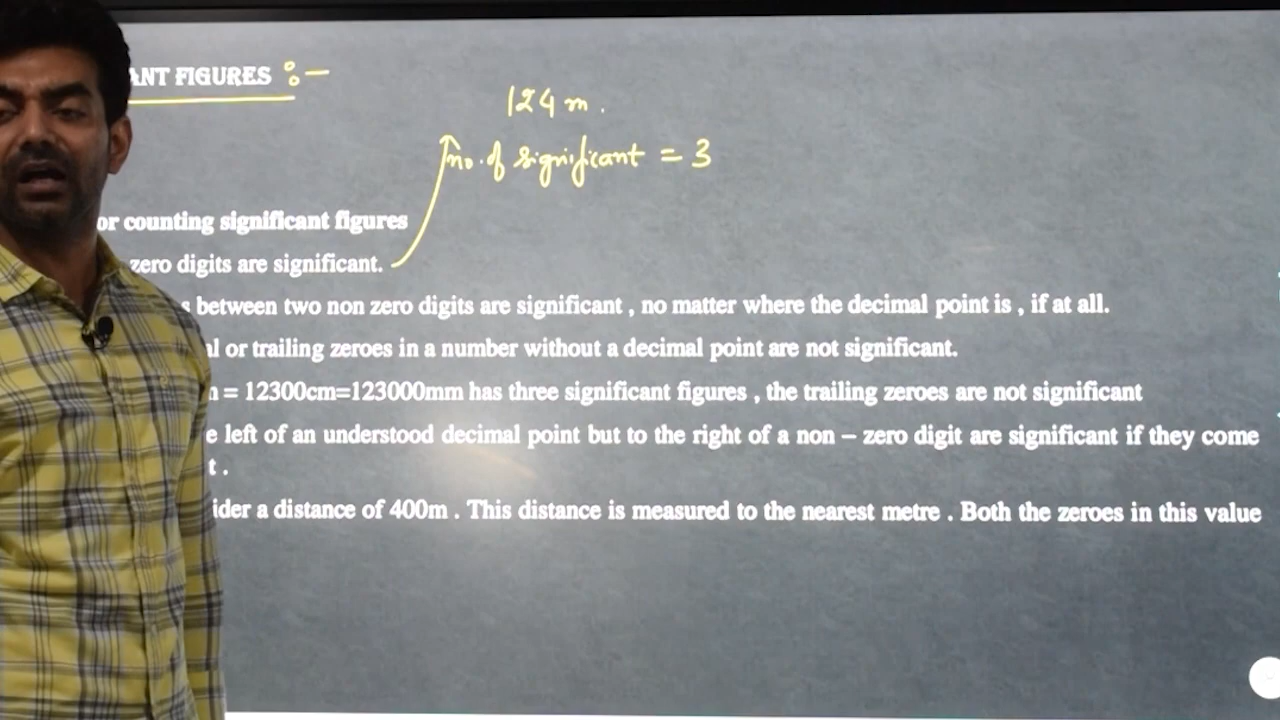 ANT FIGURES :-
124 m.
no. of significant = 3
or counting significant figures
zero digits are significant.
s between two non zero digits are significant , no matter where the decimal point is , if at all.
al or trailing zeroes in a number without a decimal point are not significant.
= 12300cm=123000mm has three significant figures , the trailing zeroes are not significant
e left of an understood decimal point but to the right of a non – zero digit are significant if they come
t .
ider a distance of 400m . This distance is measured to the nearest metre . Both the zeroes in this value